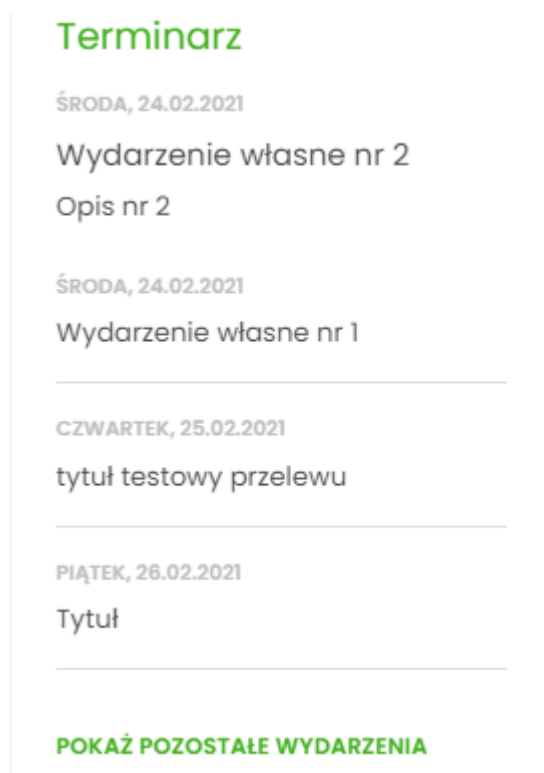 Terminarz
ŚRODA, 24.02.2021
Wydarzenie własne nr 2
Opis nr 2
ŚRODA, 24.02.2021
Wydarzenie własne nr 1
CZWARTEK, 25.02.2021
tytuł testowy przelewu
PIĄTEK, 26.02.2021
Tytuł
POKAŻ POZOSTAŁE WYDARZENIA